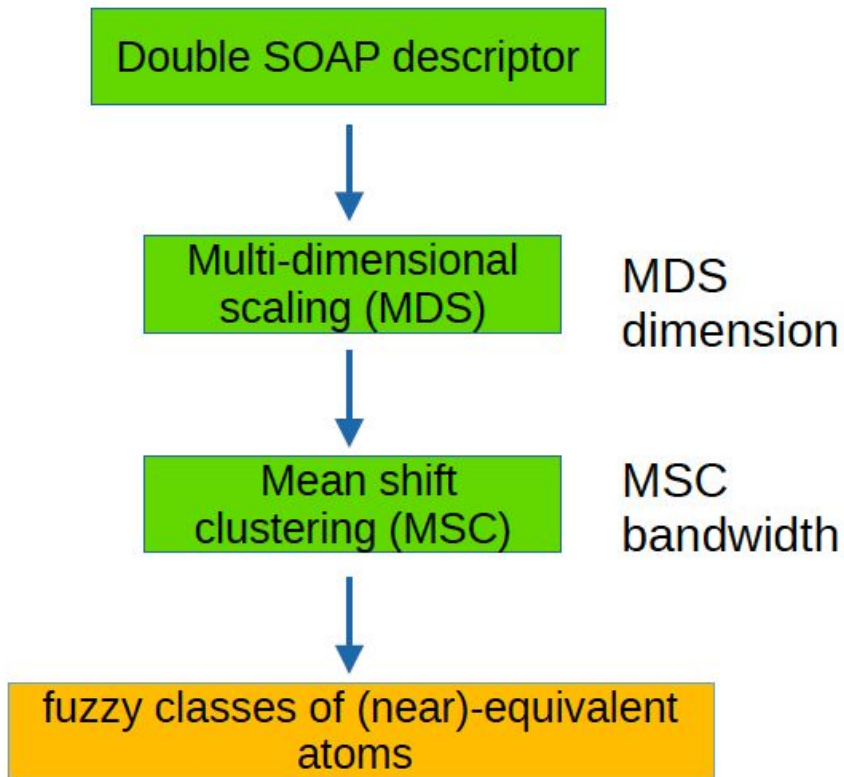 Double SOAP descriptor
Multi-dimensional
scaling (MDS)
MDS
dimension
Mean shift
clustering (MSC)
MSC
bandwidth
fuzzy classes of (near)-equivalent
atoms